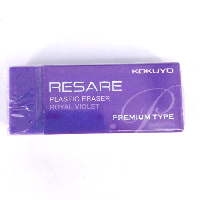 KOKUYO
RESARE
PLASTIC ERASER
ROYAL VIOLET
P
PREMIUM TYPE